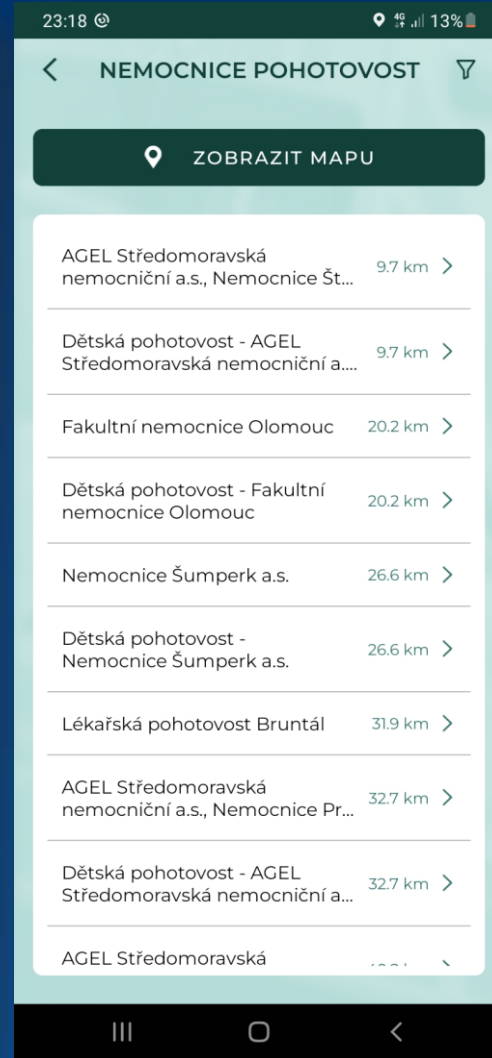 23:18
4G 13%
NEMOCNICE POHOTOVOST
ZOBRAZIT MAPU
AGEL Středomoravská
nemocniční a.s., Nemocnice Št...
9.7 km
Dětská pohotovost - AGEL
Středomoravská nemocniční a....
9.7 km
Fakultní nemocnice Olomouc
20.2 km
Dětská pohotovost - Fakultní
nemocnice Olomouc
20.2 km
Nemocnice Šumperk a.s.
26.6 km
Dětská pohotovost -
Nemocnice Šumperk a.s.
26.6 km
Lékařská pohotovost Bruntál
31.9 km
AGEL Středomoravská
nemocniční a.s., Nemocnice Pr...
32.7 km
Dětská pohotovost - AGEL
Středomoravská nemocniční a...
32.7 km
AGEL Středomoravská